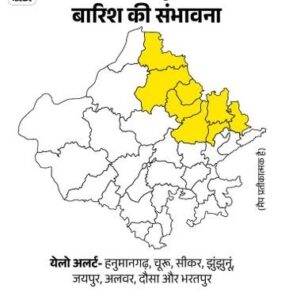 बारिश की संभावना
(मैप प्रतीकात्मक है)
येलो अलर्ट- हनुमानगढ़, चूरू, सीकर, झुंझुनूं,
जयपुर, अलवर, दौसा और भरतपुर